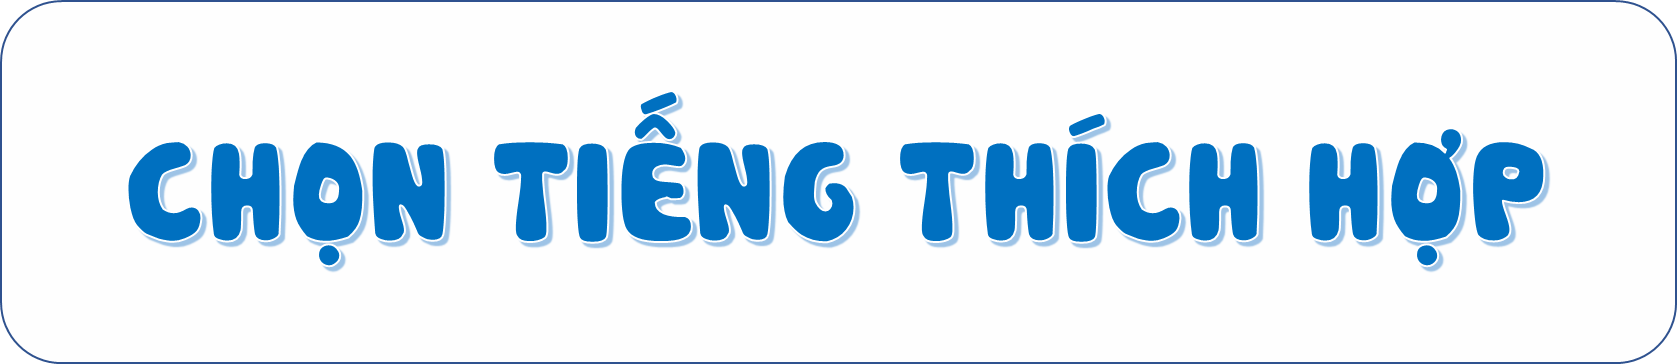 CHỌN TIẾNG THÍCH HỢP